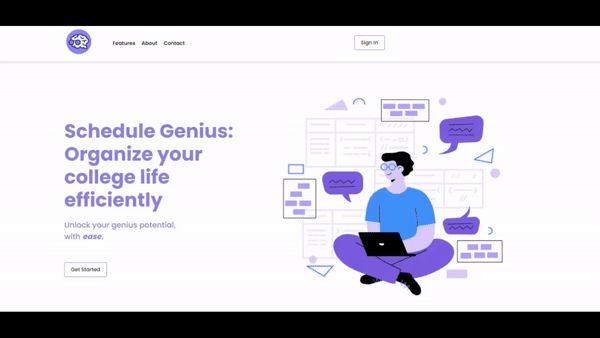 Features About Contact Sign In
Schedule Genius:
Organize your
college life
efficiently
Unlock your genius potential,
with ease.
Get Started